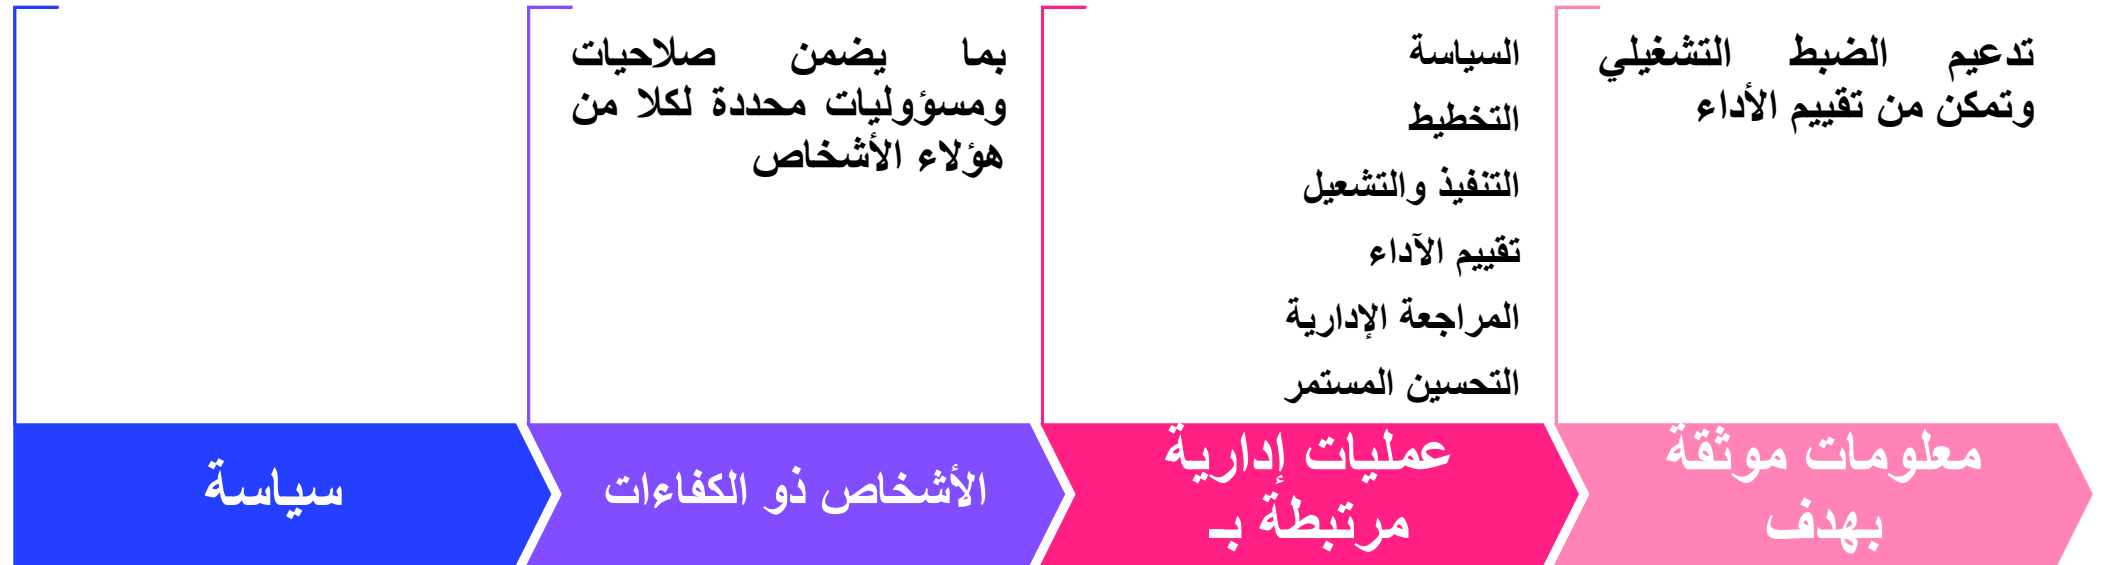 سياسة
بما يضمن صلاحيات
ومسؤوليات محددة لكلا من
هؤلاء الأشخاص
الأشخاص ذو الكفاءات
السياسة
التخطيط
التنفيذ والتشعيل
تقييم الآداء
المراجعة الإدارية
التحسين المستمر
عمليات إدارية
مرتبطة بـ
تدعيم الضبط التشغيلي
وتمكن من تقييم الأداء
معلومات موثقة
بهدف